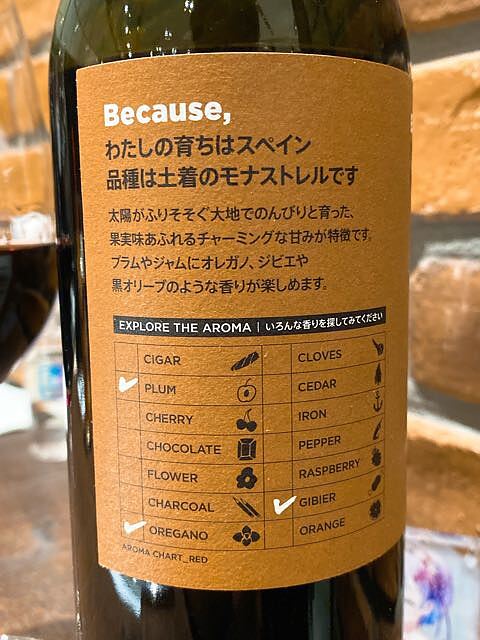 Because,
わたしの育ちはスペイン
品種は土着のモナストレルです
太陽がふりそそぐ大地でのんびりと育った、
果実味あふれるチャーミングな甘みが特徴です。
プラムやジャムにオレガノ、ジビエや
黒オリーブのような香りが楽しめます。
EXPLORE THE AROMA | いろんな香りを探してみてください
CIGAR
CLOVES
PLUM
CEDAR
CHERRY
IRON
CHOCOLATE
PEPPER
FLOWER
RASPBERRY
CHARCOAL
GIBIER
OREGANO
ORANGE
AROMA CHART_RED